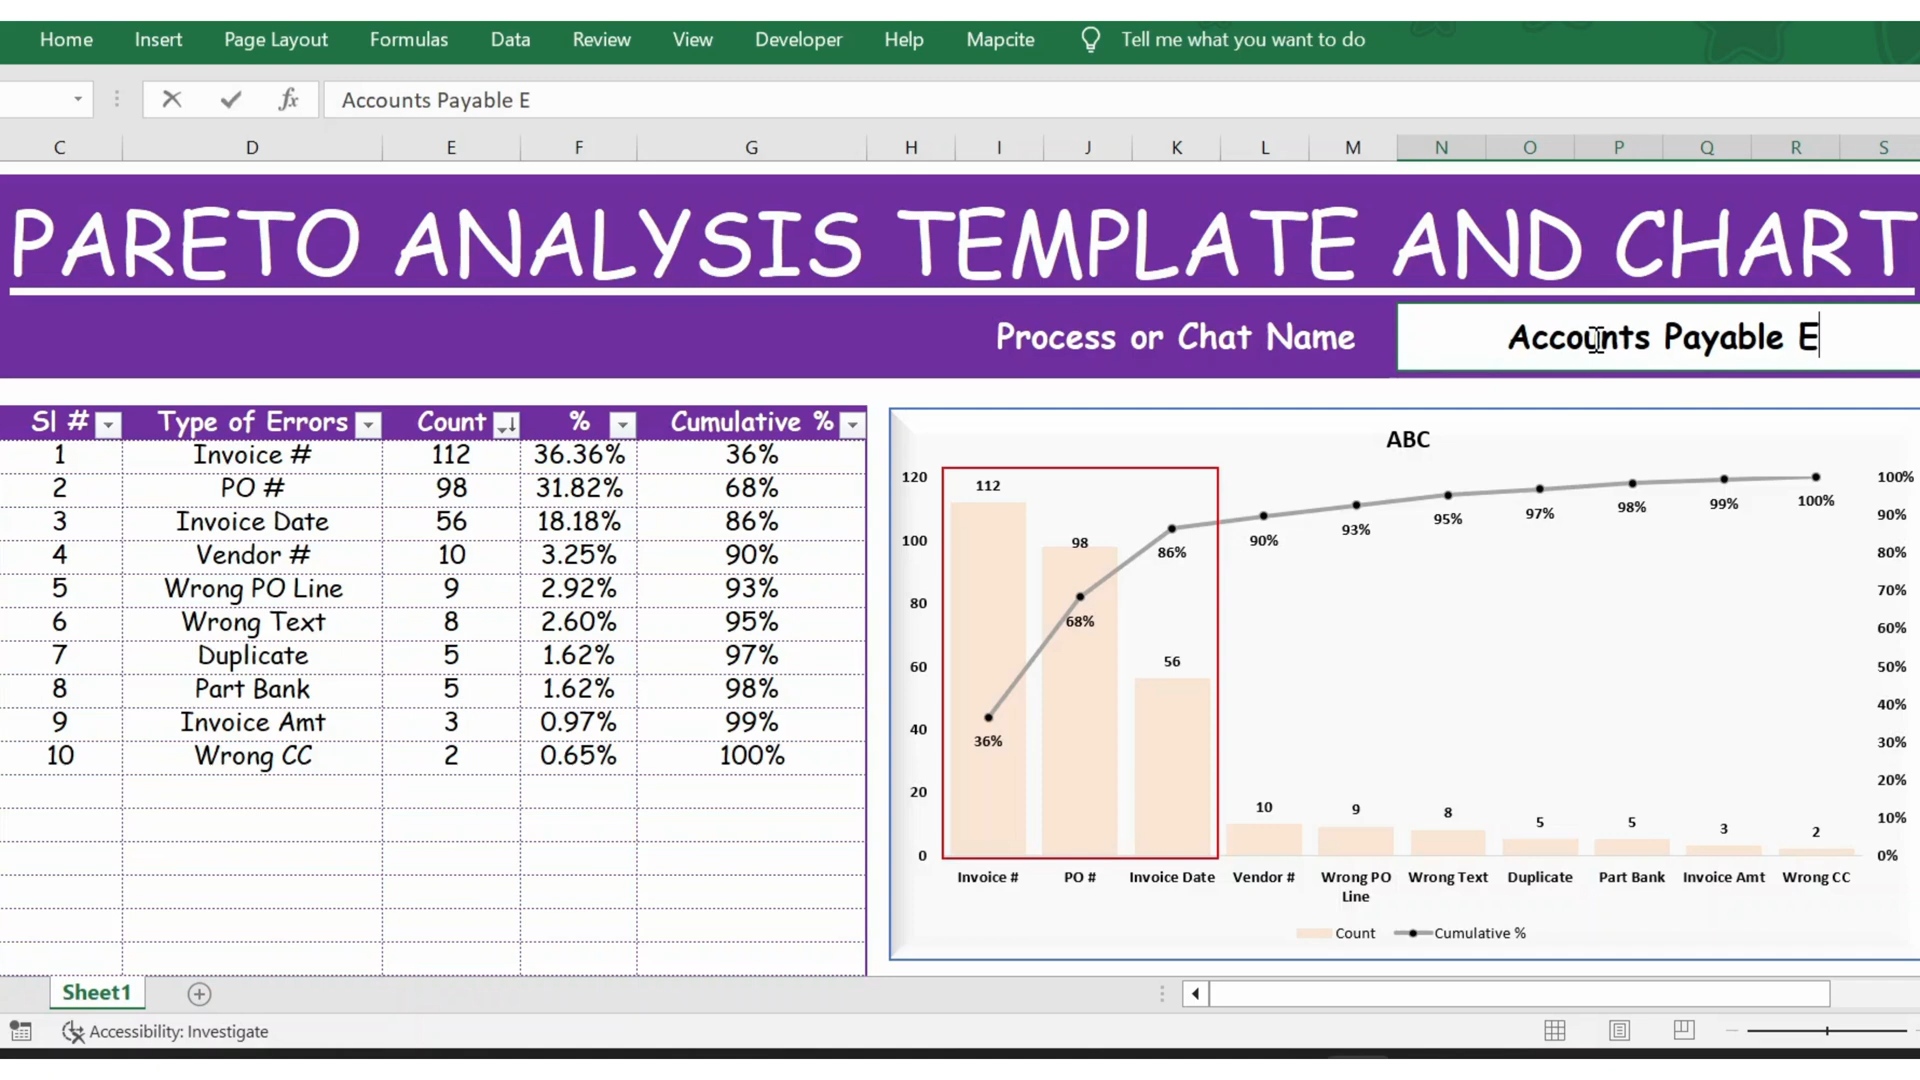 Home Insert Page Layout Formulas Data Review View Developer Help Mapcite Tell me what you want to do
fx Accounts Payable E
C D E F G H I J K L M N O P Q R S
PARETO ANALYSIS TEMPLATE AND CHART
Process or Chat Name Accounts Payable E
Sl # Type of Errors Count % Cumulative %
1 Invoice # 112 36.36% 36%
2 PO # 98 31.82% 68%
3 Invoice Date 56 18.18% 86%
4 Vendor # 10 3.25% 90%
5 Wrong PO Line 9 2.92% 93%
6 Wrong Text 8 2.60% 95%
7 Duplicate 5 1.62% 97%
8 Part Bank 5 1.62% 98%
9 Invoice Amt 3 0.97% 99%
10 Wrong CC 2 0.65% 100%
ABC
120
100
80
60
40
20
0
112 98 56 10 9 8 5 5 3 2
36% 68% 86% 90% 93% 95% 97% 98% 99% 100%
100%
90%
80%
70%
60%
50%
40%
30%
20%
10%
0%
Invoice # PO # Invoice Date Vendor # Wrong PO Line Wrong Text Duplicate Part Bank Invoice Amt Wrong CC
Count Cumulative %
Sheet1
Accessibility: Investigate